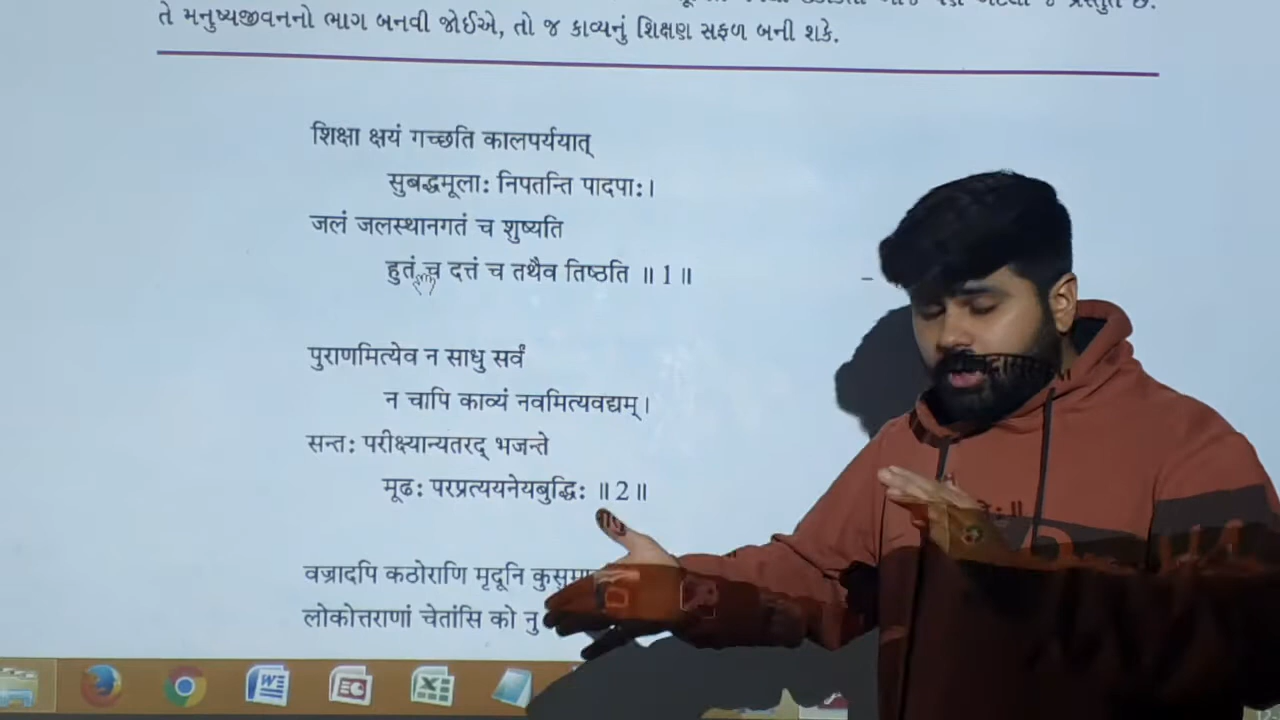 તે મનુષ્યજીવનનો ભાગ બનવી જોઈએ, તો જ કાવ્યનું શિક્ષણ સફળ બની શકે.
शिक्षा क्षयं गच्छति कालपर्ययात्
सुबद्धमूलाः निपतन्ति पादपाः।
जलं जलस्थानगतं च शुष्यति
हुतं च दत्तं च तथैव तिष्ठति ॥ 1 ॥
पुराणमित्येव न साधु सर्वं
न चापि काव्यं नवमित्यवद्यम्।
सन्तः परीक्ष्यान्यतरद् भजन्ते
मूढः परप्रत्ययनेयबुद्धिः ॥ 2 ॥
वज्रादपि कठोराणि मृदूनि
लोकोत्तराणां चेतांसि को नु